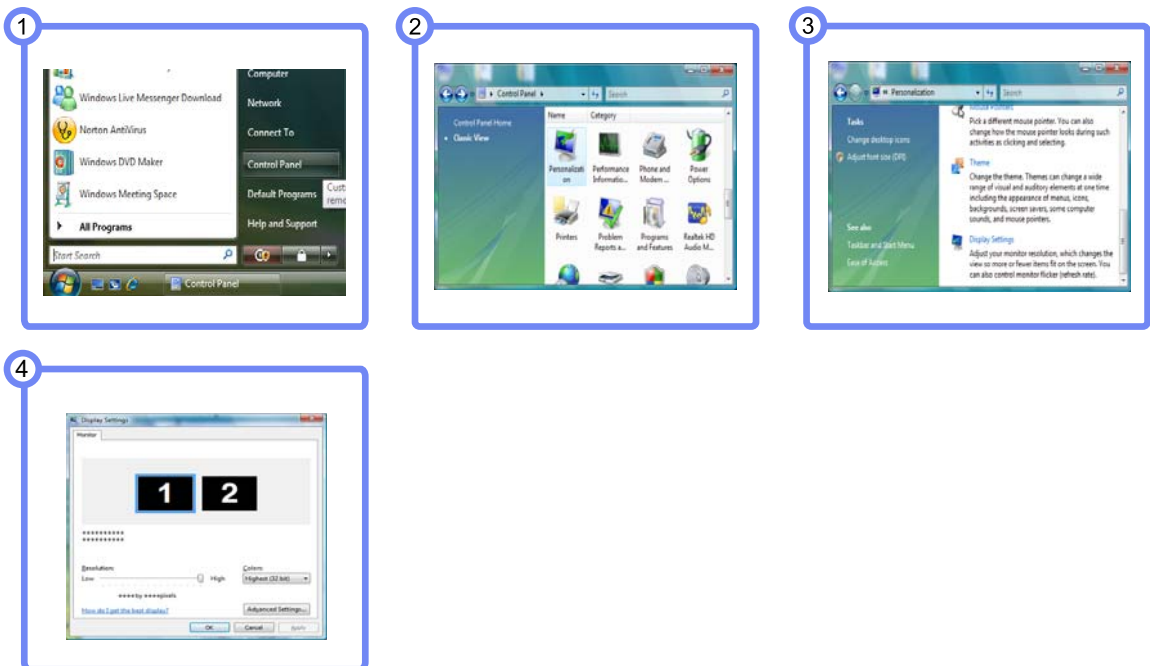 1
Windows Live Messenger Download
Norton AntiVirus
Windows DVD Maker
Windows Meeting Space
All Programs
Start Search
Computer
Network
Connect To
Control Panel
Default Programs
Help and Support
Cust
remo
Control Panel
2
Control Panel
Search
Control Panel Home
Classic View
Name Category
Personalizati
on
Performance
Informatio...
Phone and
Modem ...
Power
Options
Printers
Problem
Reports a...
Programs
and Features
Realtek HD
Audio M...
3
Personalization
Search
Tasks
Change desktop icons
Adjust font size (DPI)
See also
Taskbar and Start Menu
Ease of Access
Mouse Pointers
Pick a different mouse pointer. You can also
change how the mouse pointer looks during such
activities as clicking and selecting.
Theme
Change the theme. Themes can change a wide
range of visual and auditory elements at one time
including the appearance of menus, icons,
backgrounds, screen savers, some computer
sounds, and mouse pointers.
Display Settings
Adjust your monitor resolution, which changes the
view so more or fewer items fit on the screen. You
can also control monitor flicker (refresh rate).
4
Display Settings
Monitor
1 2
**********
**********
Resolution:
Low High
**** by **** pixels
Colors:
Highest (32 bit)
How do I get the best display?
Advanced Settings...
OK Cancel Apply